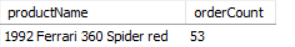 productName orderCount
1992 Ferrari 360 Spider red 53